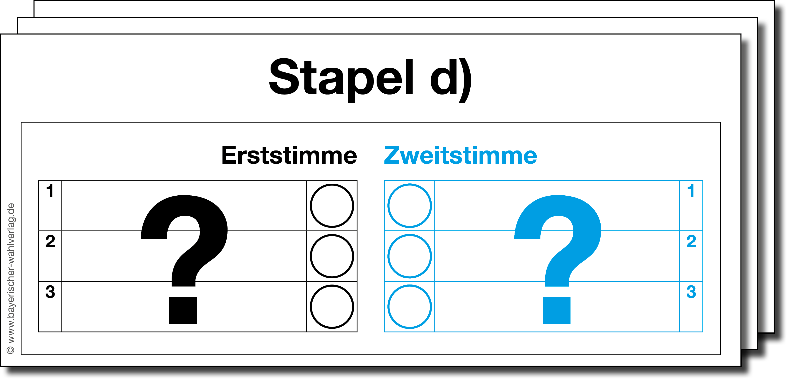 Stapel d)
Erststimme Zweitstimme
1 ? ? 1
2 2
3 3
© www.bayerischer-wahlverlag.de